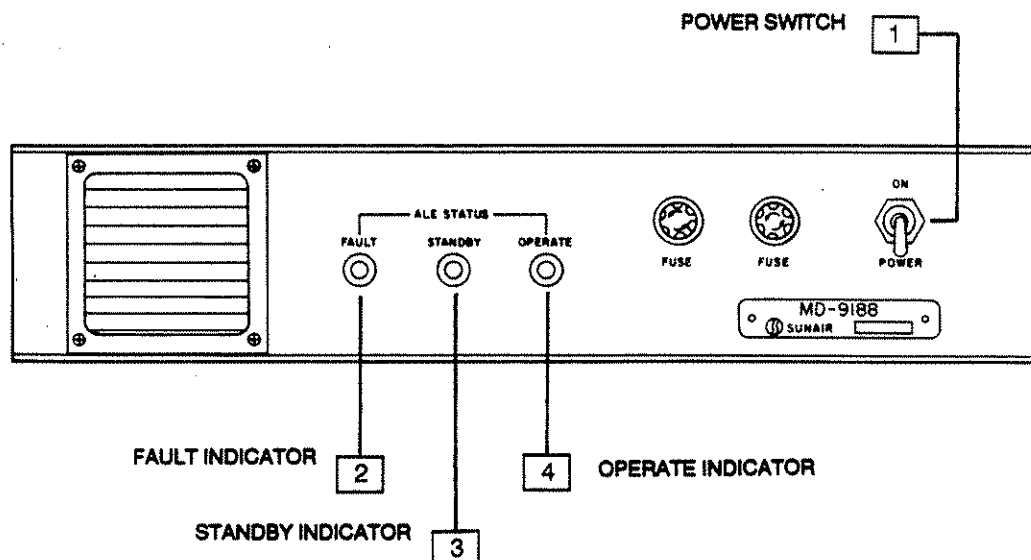 POWER SWITCH
1
ON
ALE STATUS
FAULT
STANDBY
OPERATE
FUSE
FUSE
POWER
MD-9188
SUNAIR
FAULT INDICATOR
2
4
OPERATE INDICATOR
STANDBY INDICATOR
3